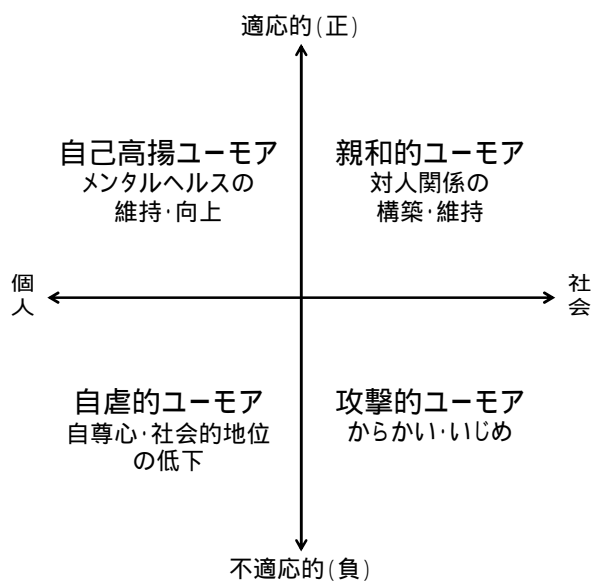 適応的(正)
自己高揚ユーモア
メンタルヘルスの
維持・向上
親和的ユーモア
対人関係の
構築・維持
個人
社会
自虐的ユーモア
自尊心・社会的地位
の低下
攻撃的ユーモア
からかい・いじめ
不適応的(負)